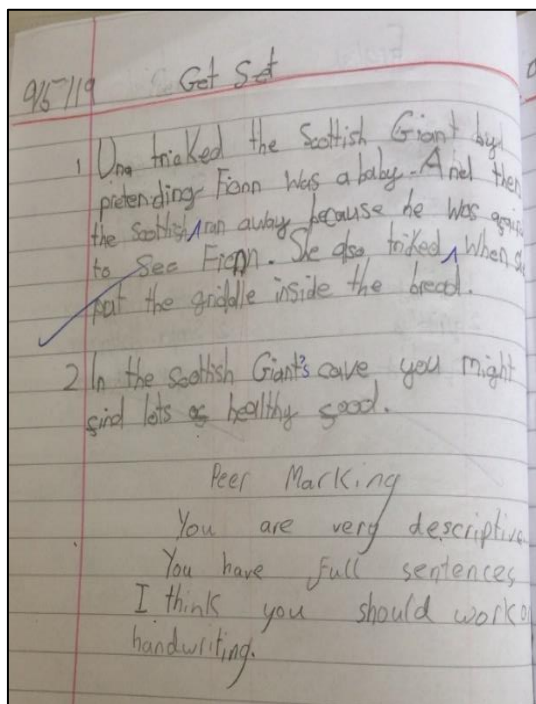 9/5/19 Get Set
1 Una triaked the Scottish Giant by
pretending Fionn was a baby. And then
the Scottish ^ ran away because he was
to see Fionn. She also triked ^ when she
put the griddle inside the bread.
2 In the scottish Giant's cave you might
find lots of healthy food.
Peer Marking
You are very descriptive.
You have full sentences
I think you should work on
handwriting.